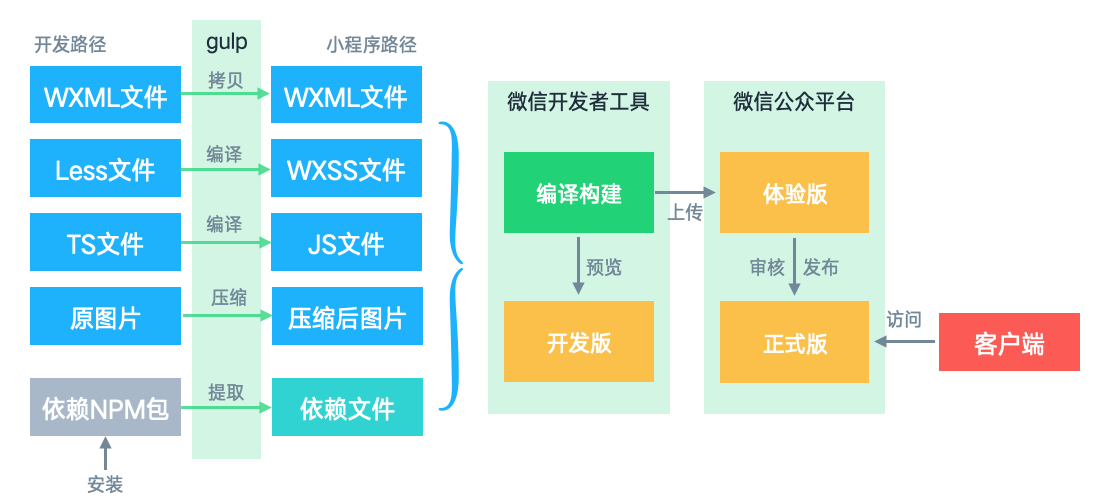 开发路径
gulp
小程序路径
WXML文件
拷贝
WXML文件
Less文件
编译
WXSS文件
TS文件
编译
JS文件
原图片
压缩
压缩后图片
依赖NPM包
提取
依赖文件
安装
微信开发者工具
编译构建
预览
开发版
上传
微信公众平台
体验版
审核
发布
正式版
访问
客户端